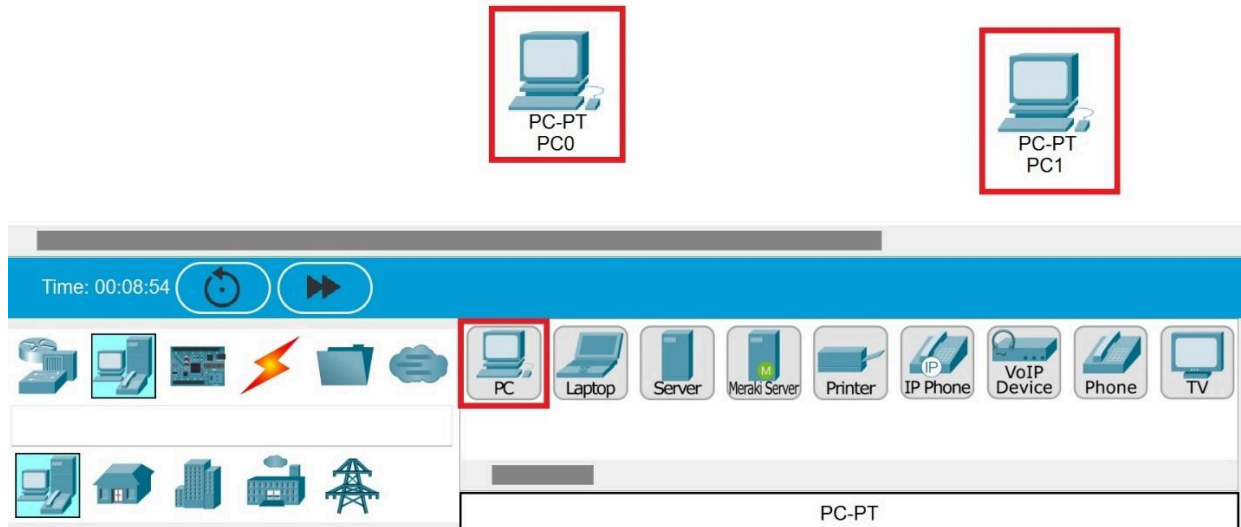 PC-PT
PC0
PC-PT
PC1
Time: 00:08:54
PC
Laptop
Server
Meraki Server
M
Printer
IP
IP Phone
VoIP
Device
Phone
TV
PC-PT